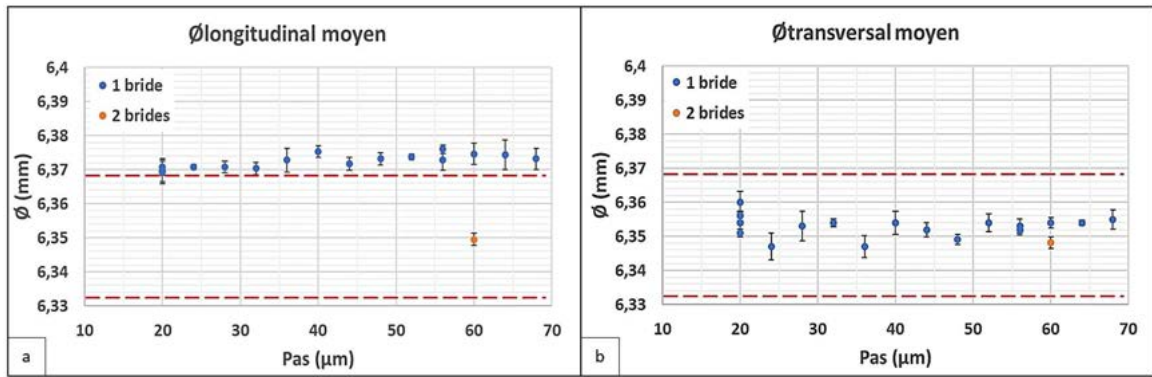 Ølongitudinal moyen
6,4
6,39
6,38
6,37
6,36
6,35
6,34
6,33
Ø (mm)
1 bride
2 brides
10 20 30 40 50 60 70
Pas (µm)
a
Øtransversal moyen
6,4
6,39
6,38
6,37
6,36
6,35
6,34
6,33
Ø (mm)
1 bride
2 brides
10 20 30 40 50 60 70
Pas (µm)
b